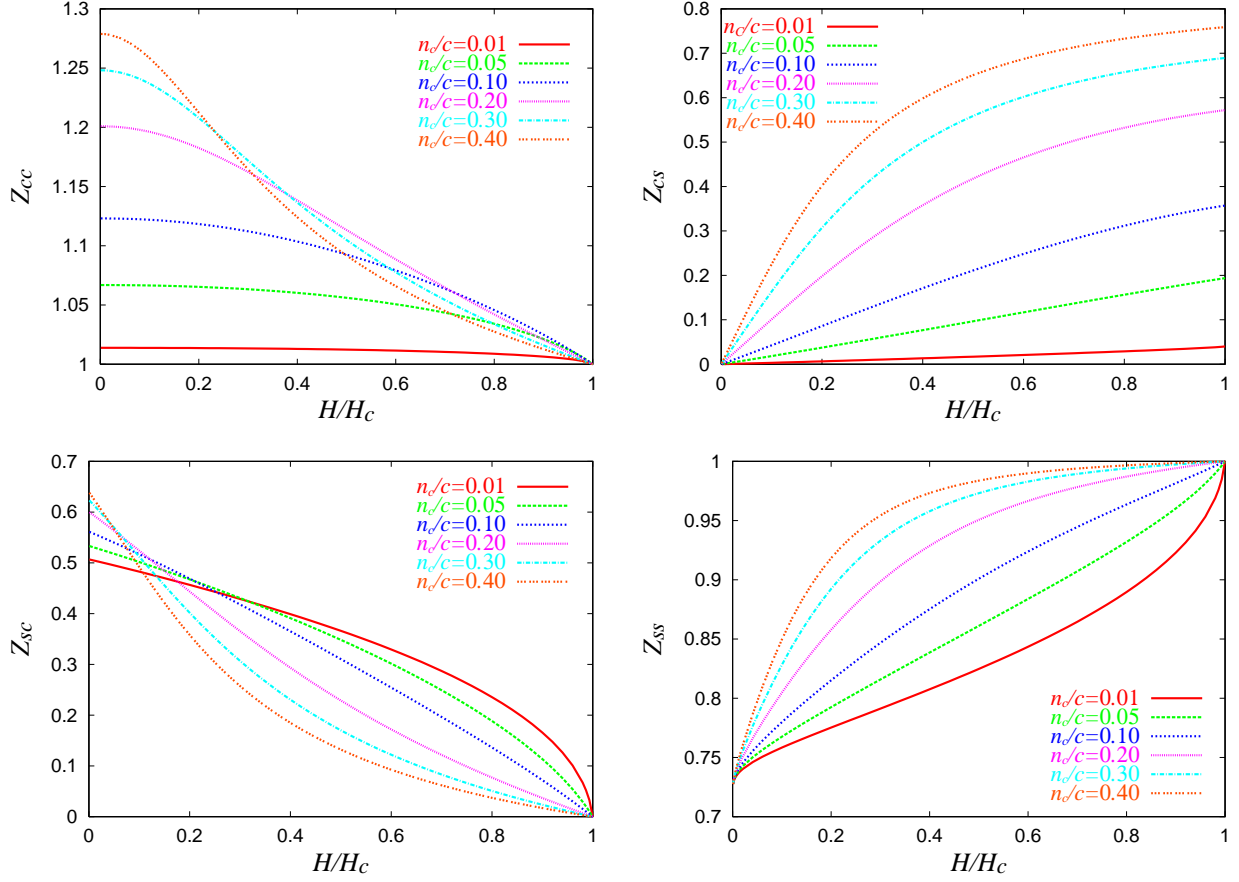 1.3
1.25
1.2
1.15
1.1
1.05
1
0 0.2 0.4 0.6 0.8 1
Z_cc
H/H_c
n_c/c=0.01
n_c/c=0.05
n_c/c=0.10
n_c/c=0.20
n_c/c=0.30
n_c/c=0.40
0.8
0.7
0.6
0.5
0.4
0.3
0.2
0.1
0
0 0.2 0.4 0.6 0.8 1
Z_cs
H/H_c
n_C/c=0.01
n_c/c=0.05
n_c/c=0.10
n_c/c=0.20
n_c/c=0.30
n_c/c=0.40
0.7
0.6
0.5
0.4
0.3
0.2
0.1
0
0 0.2 0.4 0.6 0.8 1
Z_sc
H/H_c
n_c/c=0.01
n_c/c=0.05
n_c/c=0.10
n_c/c=0.20
n_c/c=0.30
n_c/c=0.40
1
0.95
0.9
0.85
0.8
0.75
0.7
0 0.2 0.4 0.6 0.8 1
Z_ss
H/H_c
n_c/c=0.01
n_c/c=0.05
n_c/c=0.10
n_c/c=0.20
n_c/c=0.30
n_c/c=0.40